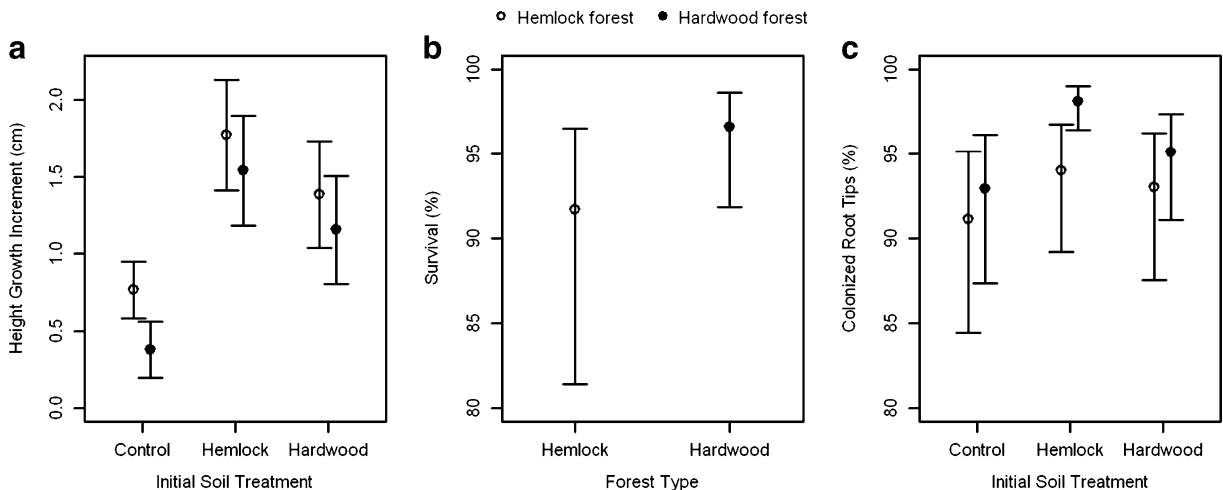 Hemlock forest Hardwood forest
a
Height Growth Increment (cm)
2.0
1.5
1.0
0.5
0.0
Control Hemlock Hardwood
Initial Soil Treatment
b
Survival (%)
100
95
90
85
80
Hemlock Hardwood
Forest Type
c
Colonized Root Tips (%)
100
95
90
85
80
Control Hemlock Hardwood
Initial Soil Treatment